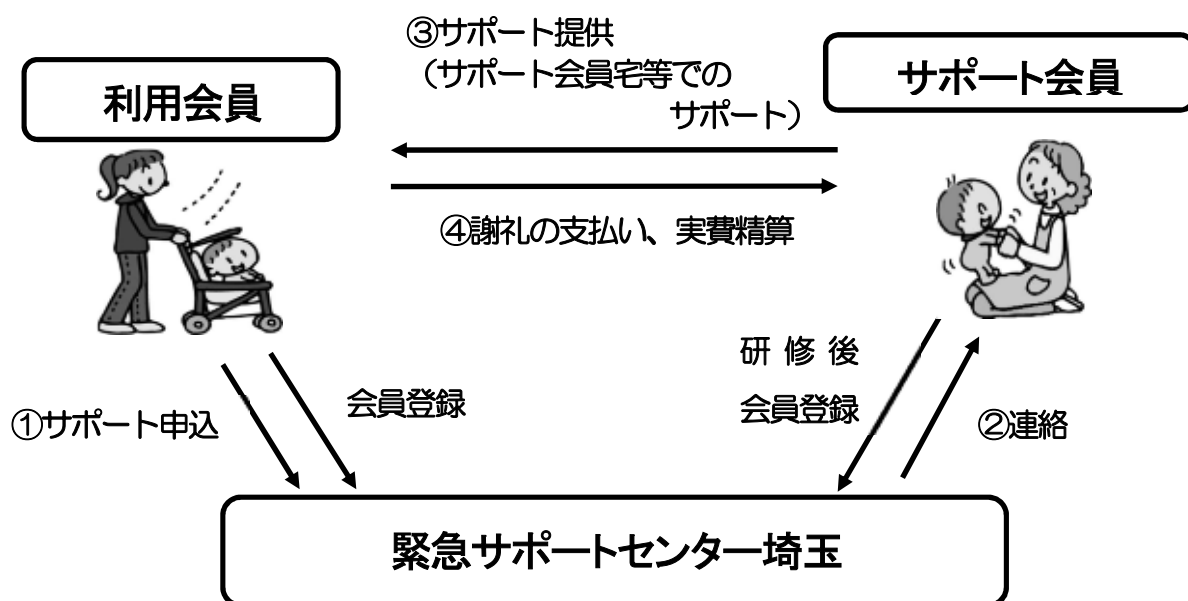 ③サポート提供
（サポート会員宅等での
サポート）
利用会員
サポート会員
④謝礼の支払い、実費精算
①サポート申込
会員登録
研修後
会員登録
②連絡
緊急サポートセンター埼玉